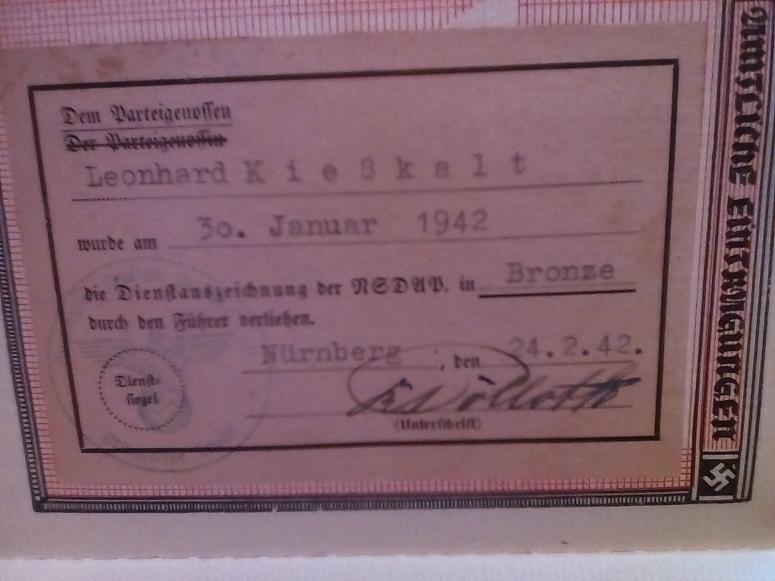 Dem Parteigenossen
Der Parteigenossin
Leonhard Kießkalt
wurde am 30. Januar 1942
die Dienstauszeichnung der NSDAP. in Bronze
durch den Führer verliehen.
Nürnberg, den 24.2.42.
Dienst-
siegel
(Unterschrift)
Amtliche Eintragungen